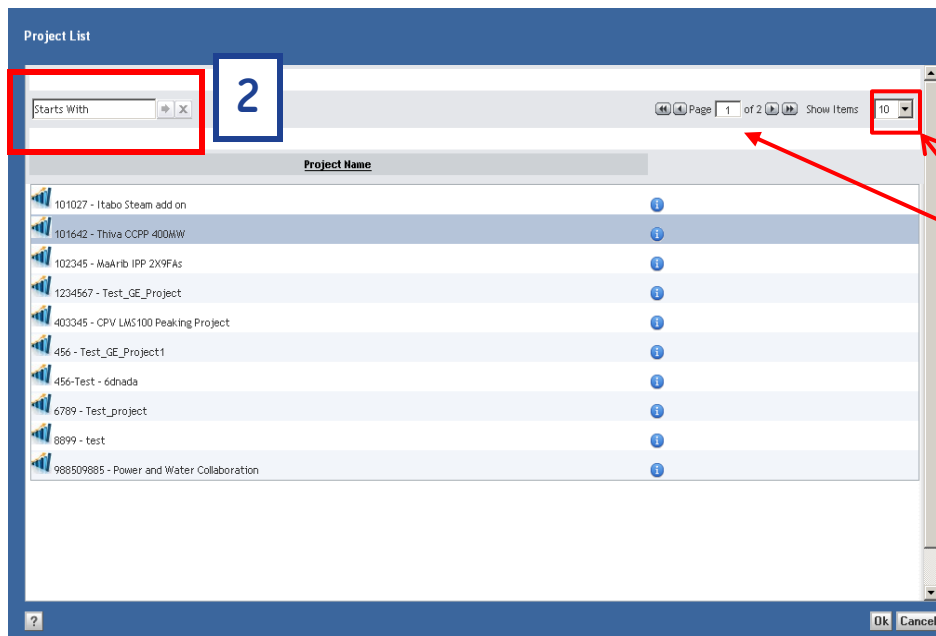 Project List
Starts With X 2 Page 1 of 2 Show Items 10
Project Name
101027 - Itabo Steam add on
101642 - Thiva CCPP 400MW
102345 - MaArib IPP 2X9FAs
1234567 - Test_GE_Project
403345 - CPV LMS100 Peaking Project
456 - Test_GE_Project1
456-Test - 6dnada
6789 - Test_project
8899 - test
988509885 - Power and Water Collaboration
? Ok Cancel